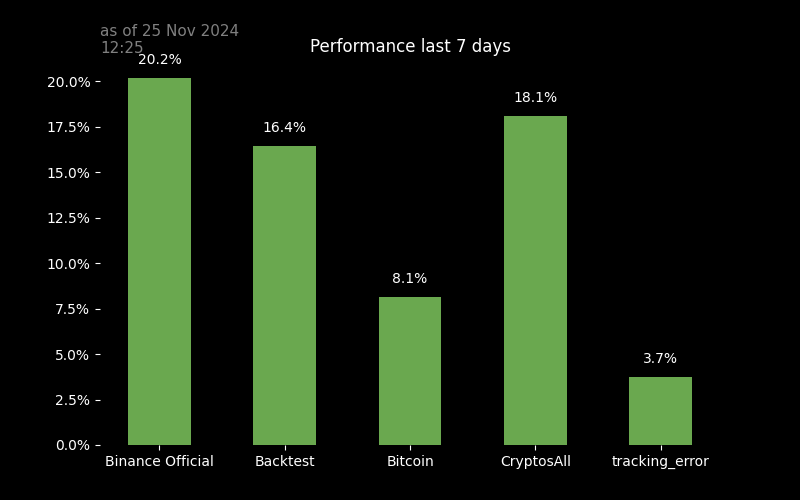 as of 25 Nov 2024
12:25
Performance last 7 days
20.2%
16.4%
8.1%
18.1%
3.7%
20.0%
17.5%
15.0%
12.5%
10.0%
7.5%
5.0%
2.5%
0.0%
Binance Official
Backtest
Bitcoin
CryptosAll
tracking_error